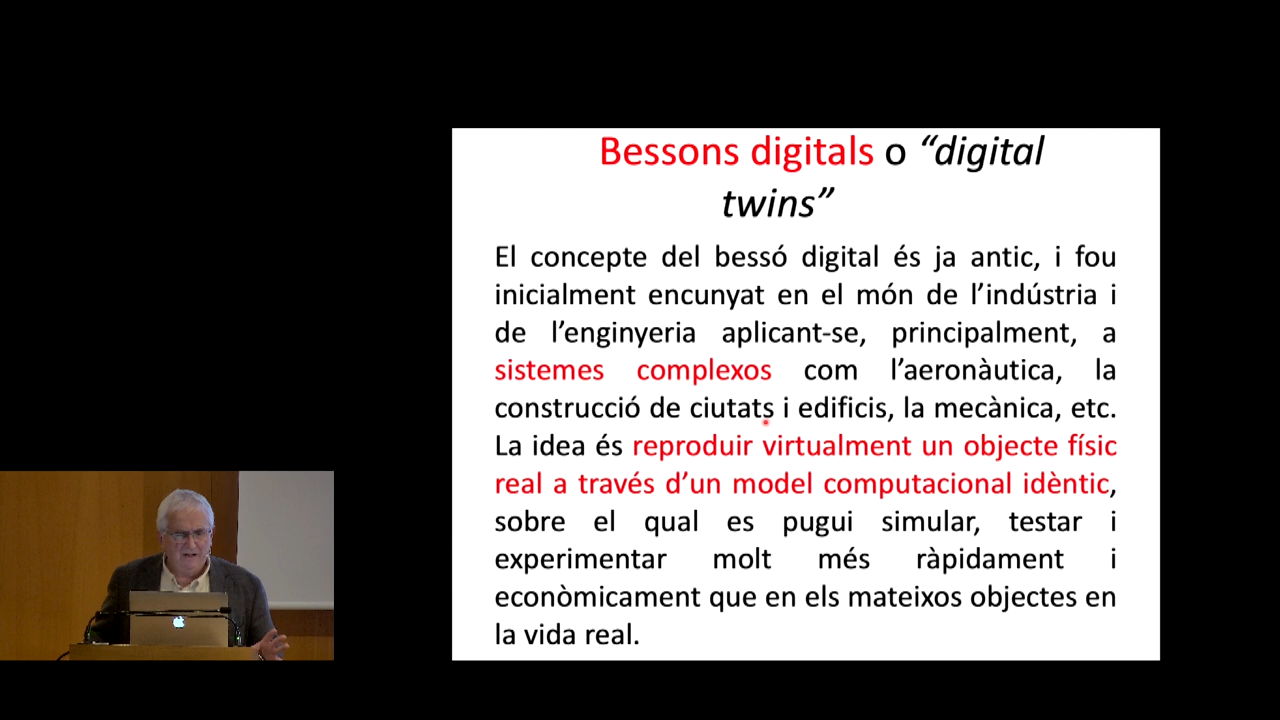 Bessons digitals o “digital
twins”
El concepte del bessó digital és ja antic, i fou
inicialment encunyat en el món de l’indústria i
de l’enginyeria aplicant-se, principalment, a
sistemes complexos com l’aeronàutica, la
construcció de ciutats i edificis, la mecànica, etc.
La idea és reproduir virtualment un objecte físic
real a través d’un model computacional idèntic,
sobre el qual es pugui simular, testar i
experimentar molt més ràpidament i
econòmicament que en els mateixos objectes en
la vida real.